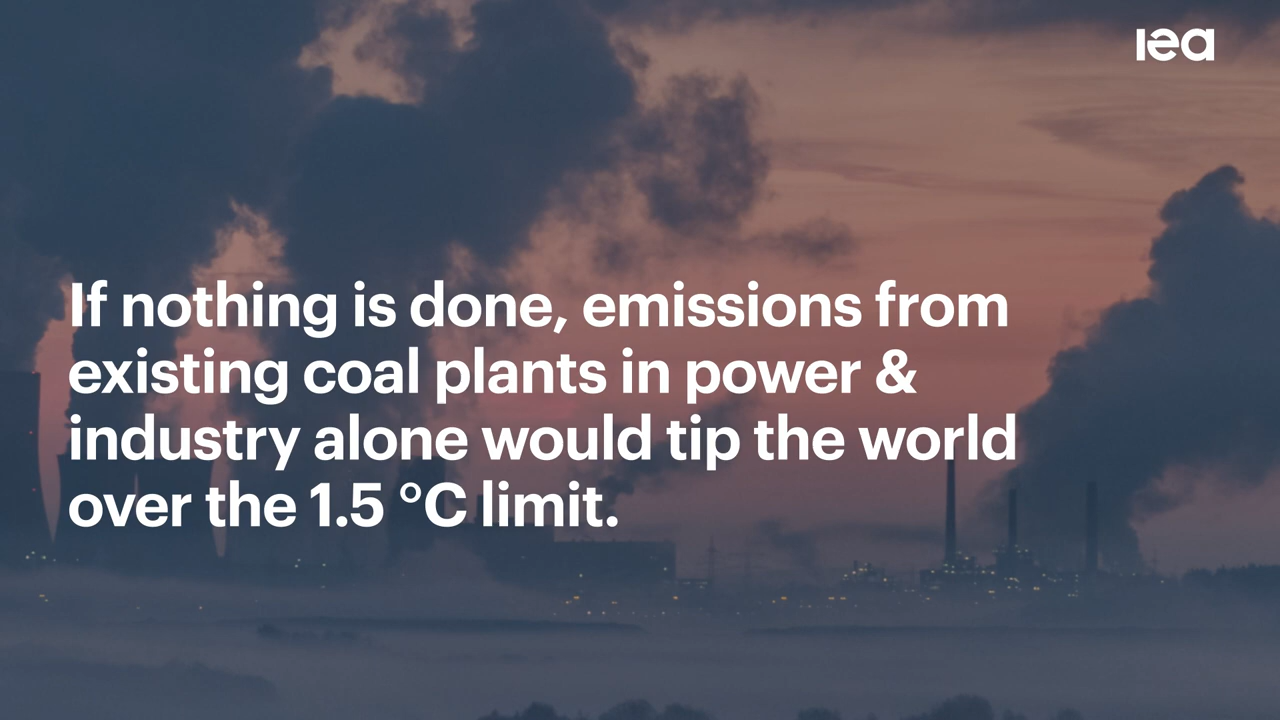 iea
If nothing is done, emissions from
existing coal plants in power &
industry alone would tip the world
over the 1.5 °C limit.